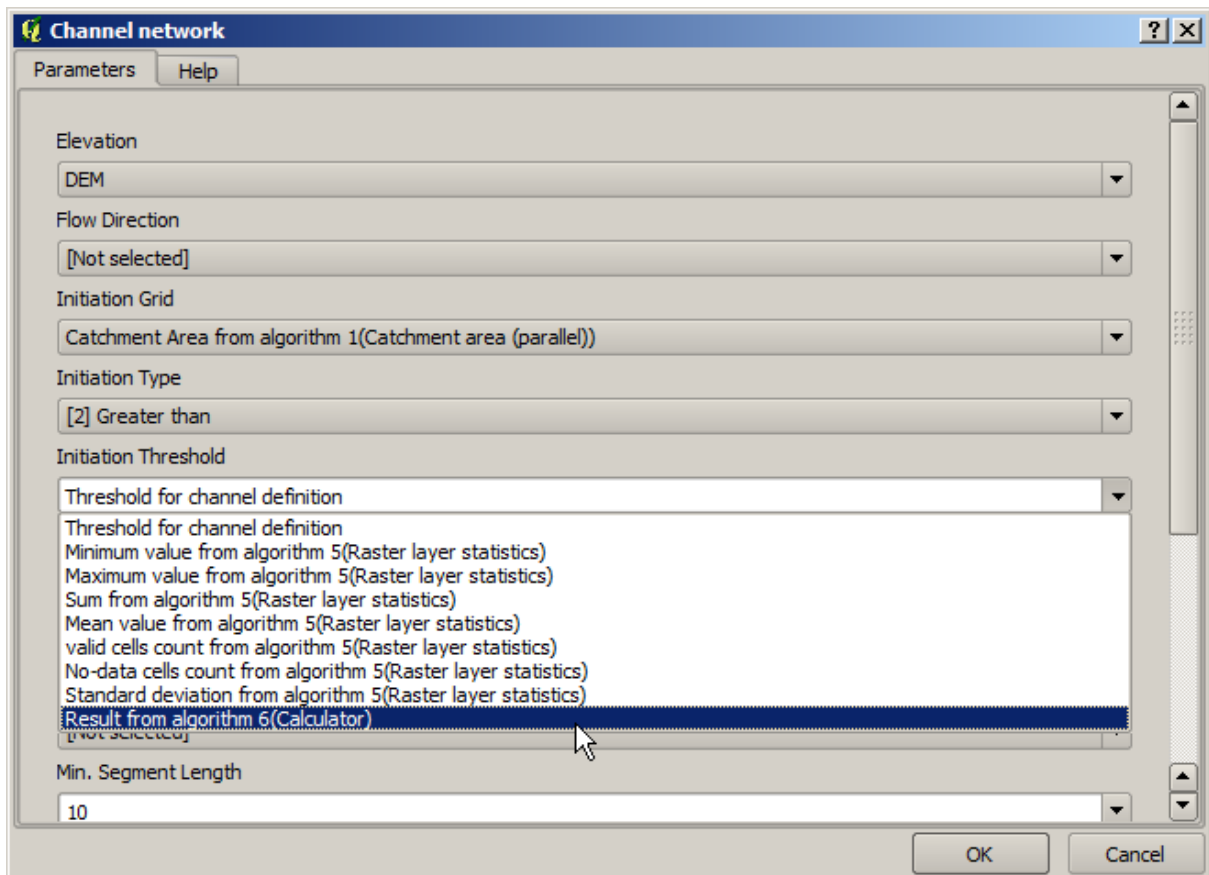 Channel network
Parameters Help
Elevation
DEM
Flow Direction
[Not selected]
Initiation Grid
Catchment Area from algorithm 1(Catchment area (parallel))
Initiation Type
[2] Greater than
Initiation Threshold
Threshold for channel definition
Threshold for channel definition
Minimum value from algorithm 5(Raster layer statistics)
Maximum value from algorithm 5(Raster layer statistics)
Sum from algorithm 5(Raster layer statistics)
Mean value from algorithm 5(Raster layer statistics)
valid cells count from algorithm 5(Raster layer statistics)
No-data cells count from algorithm 5(Raster layer statistics)
Standard deviation from algorithm 5(Raster layer statistics)
Result from algorithm 6(Calculator)
[Not selected]
Min. Segment Length
10
OK Cancel